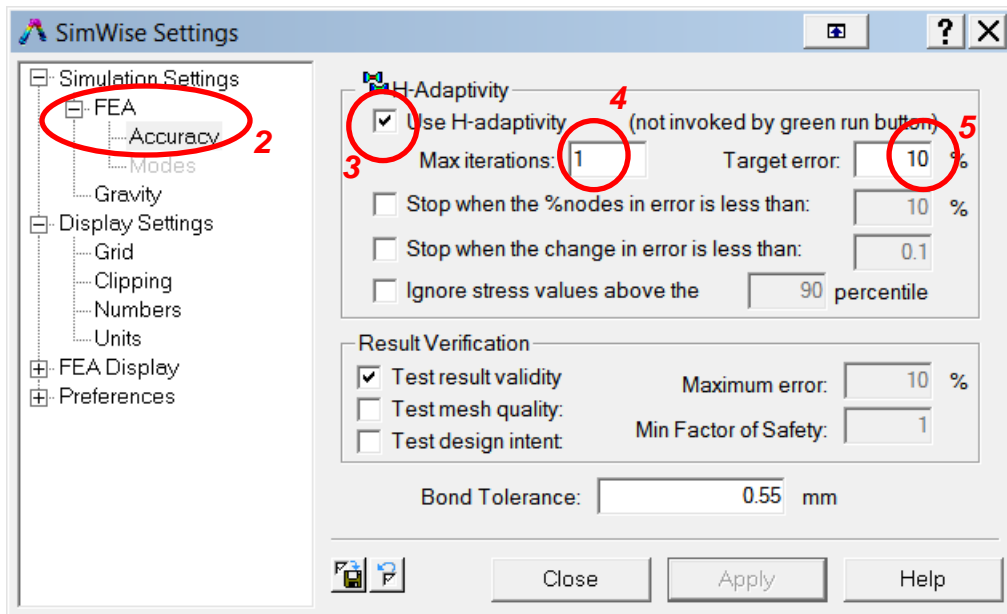 SimWise Settings
?
Simulation Settings
FEA
Accuracy
2
Modes
Gravity
Display Settings
Grid
Clipping
Numbers
Units
FEA Display
Preferences
H-Adaptivity
4
3
Use H-adaptivity (not invoked by green run button)
5
Max iterations: 1 Target error: 10 %
Stop when the %nodes in error is less than: 10 %
Stop when the change in error is less than: 0.1
Ignore stress values above the 90 percentile
Result Verification
Test result validity Maximum error: 10 %
Test mesh quality:
Test design intent: Min Factor of Safety: 1
Bond Tolerance: 0.55 mm
Close Apply Help